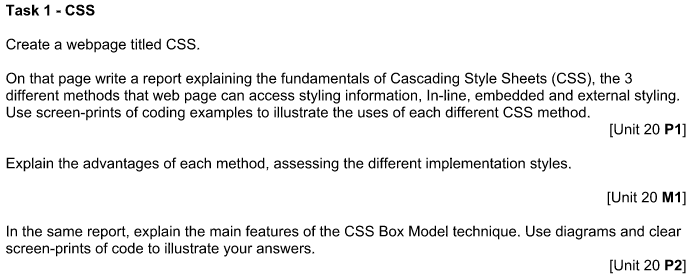 Task 1 - CSS
Create a webpage titled CSS.
On that page write a report explaining the fundamentals of Cascading Style Sheets (CSS), the 3
different methods that web page can access styling information, In-line, embedded and external styling.
Use screen-prints of coding examples to illustrate the uses of each different CSS method.
[Unit 20 P1]
Explain the advantages of each method, assessing the different implementation styles.
[Unit 20 M1]
In the same report, explain the main features of the CSS Box Model technique. Use diagrams and clear
screen-prints of code to illustrate your answers.
[Unit 20 P2]